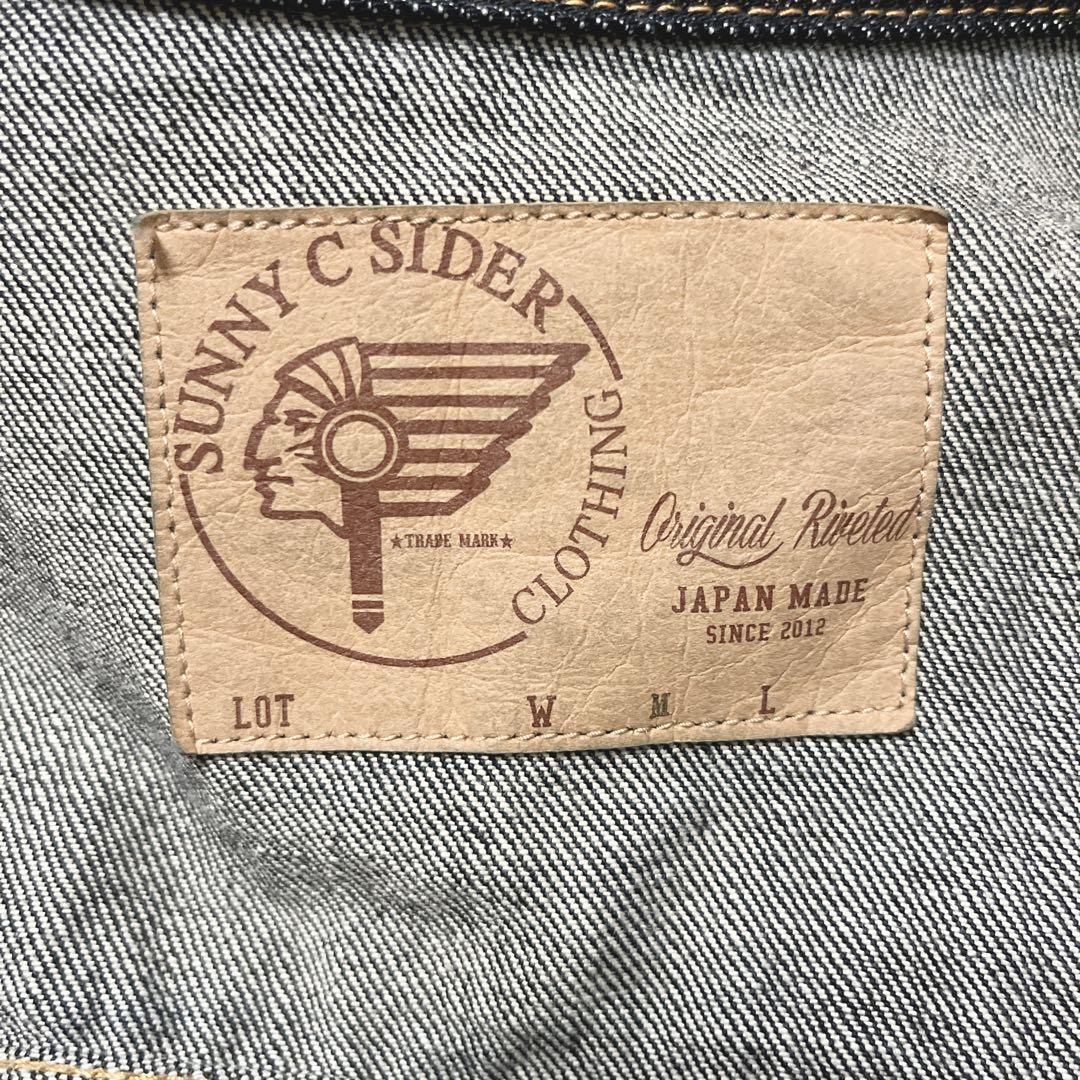 SUNNY C SIDER
CLOTHING
★TRADE MARK★
Original Riveted
JAPAN MADE
SINCE 2012
LOT W M L